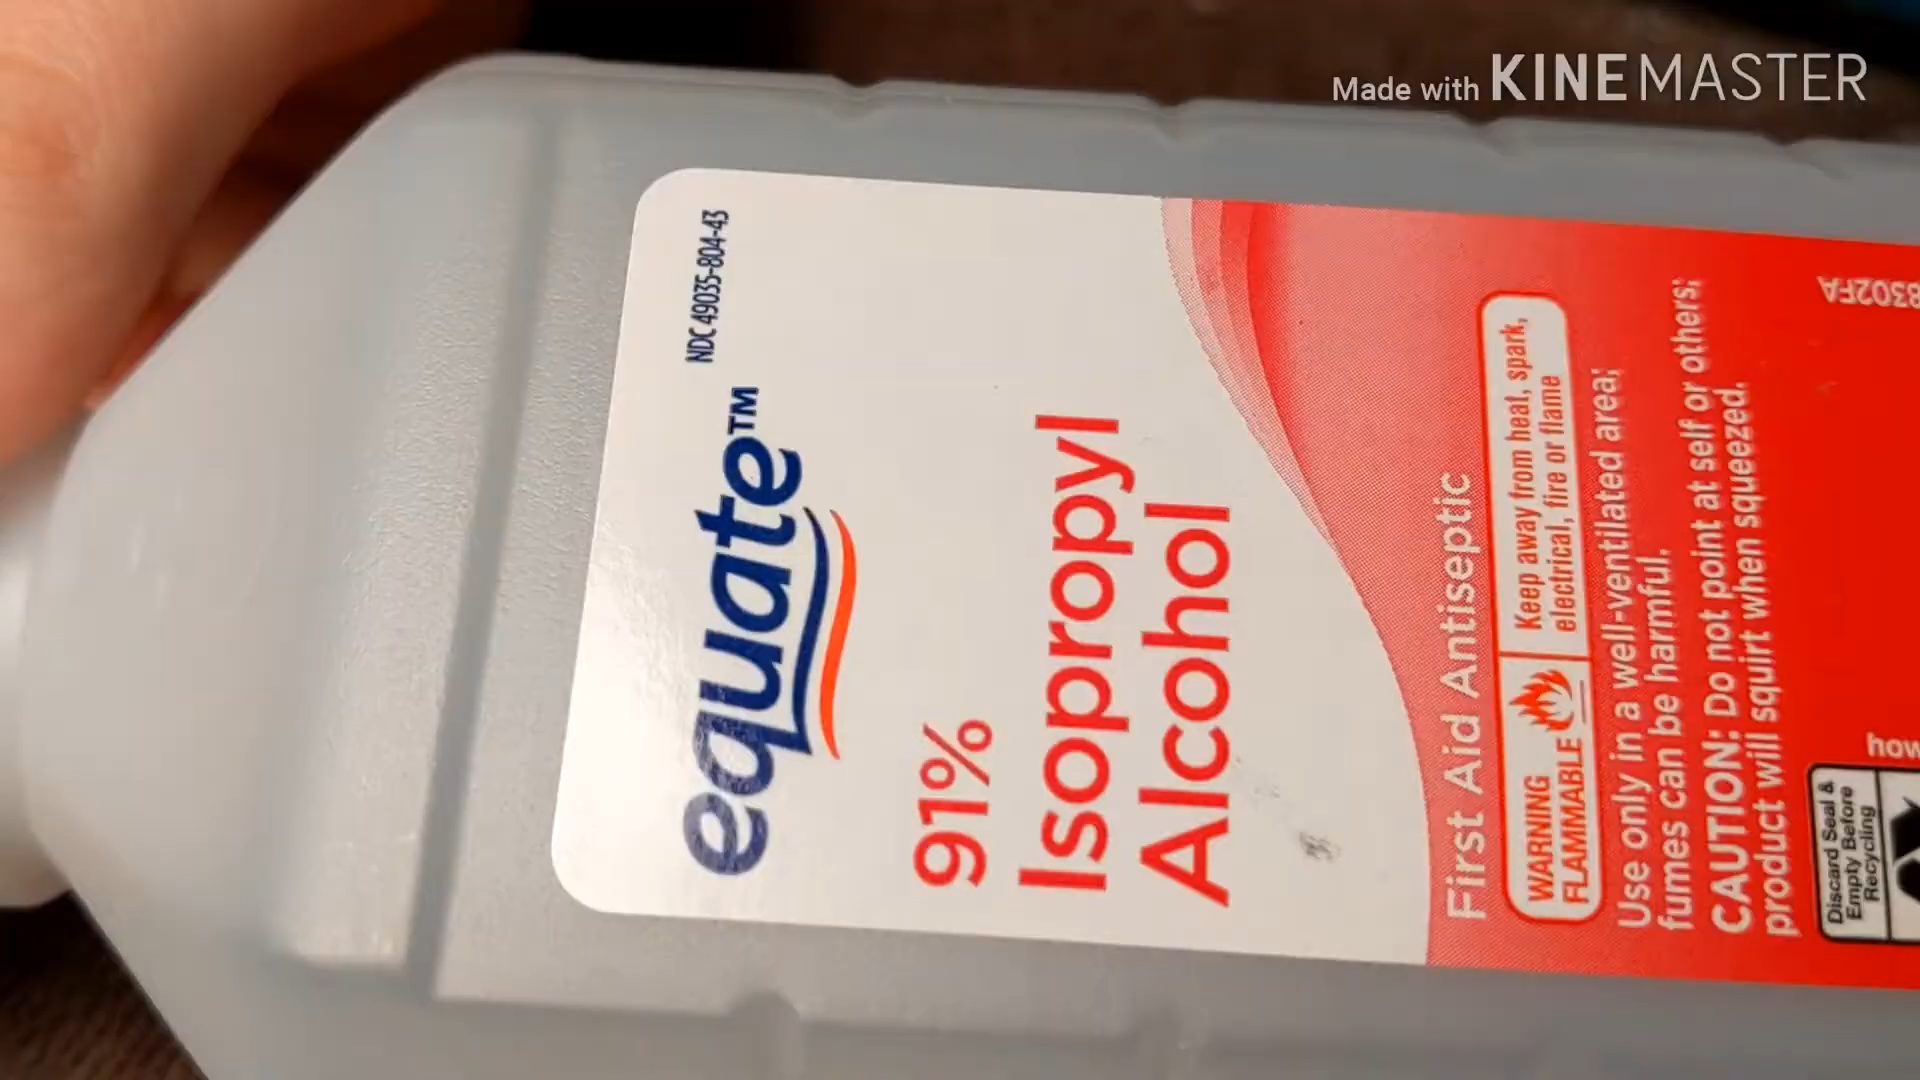 Made with KINEMASTER
NDC 49035-804-43
equate™
91%
Isopropyl
Alcohol
First Aid Antiseptic
WARNING
FLAMMABLE
Keep away from heat, spark,
electrical, fire or flame
Use only in a well-ventilated area;
fumes can be harmful.
CAUTION: Do not point at self or others;
product will squirt when squeezed.
8302FA
how
Discard Seal &
Empty Before
Recycling